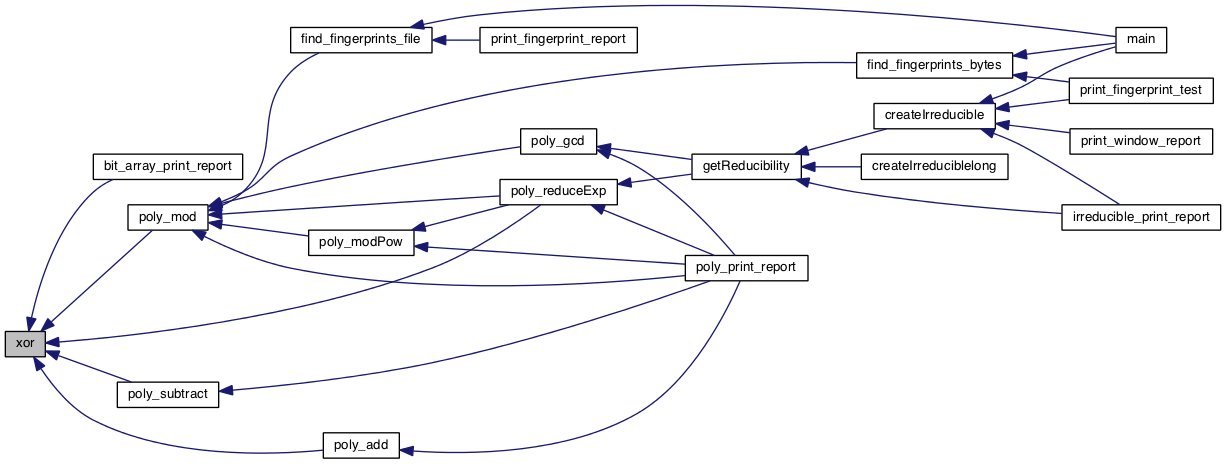 find_fingerprints_file
print_fingerprint_report
main
find_fingerprints_bytes
print_fingerprint_test
createIrreducible
print_window_report
poly_gcd
getReducibility
createIrreduciblelong
bit_array_print_report
poly_reduceExp
poly_mod
irreducible_print_report
poly_modPow
poly_print_report
xor
poly_subtract
poly_add